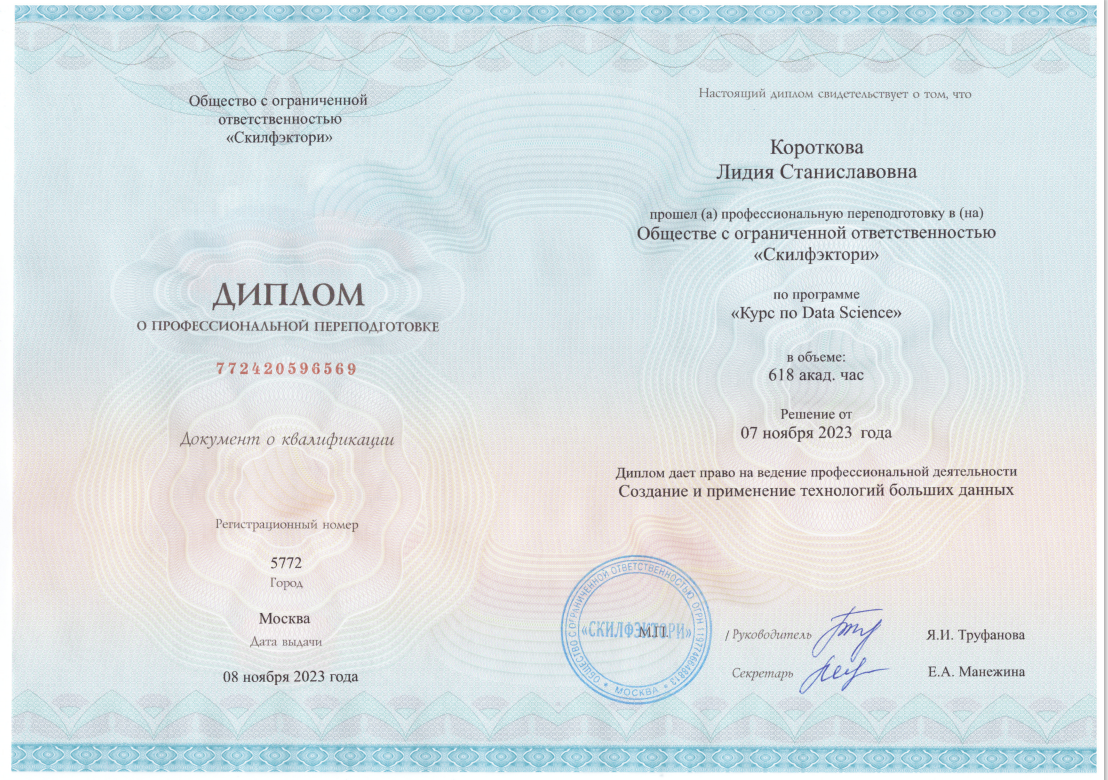 Общество с ограниченной
ответственностью
«Скилфэктори»
ДИПЛОМ
О ПРОФЕССИОНАЛЬНОЙ ПЕРЕПОДГОТОВКЕ
772420596569
Документ о квалификации
Регистрационный номер
5772
Город
Москва
Дата выдачи
08 ноября 2023 года
Настоящий диплом свидетельствует о том, что
Короткова
Лидия Станиславовна
прошел (а) профессиональную переподготовку в (на)
Обществе с ограниченной ответственностью
«Скилфэктори»
по программе
«Курс по Data Science»
в объеме:
618 акад. час
Решение от
07 ноября 2023 года
Диплом дает право на ведение профессиональной деятельности
Создание и применение технологий больших данных
ОБЩЕСТВО С ОГРАНИЧЕННОЙ ОТВЕТСТВЕННОСТЬЮ ОГРН
«СКИЛФЭКТОРИ»
М.П.
МОСКВА
/ Руководитель
Я.И. Труфанова
Секретарь
Е.А. Манежина